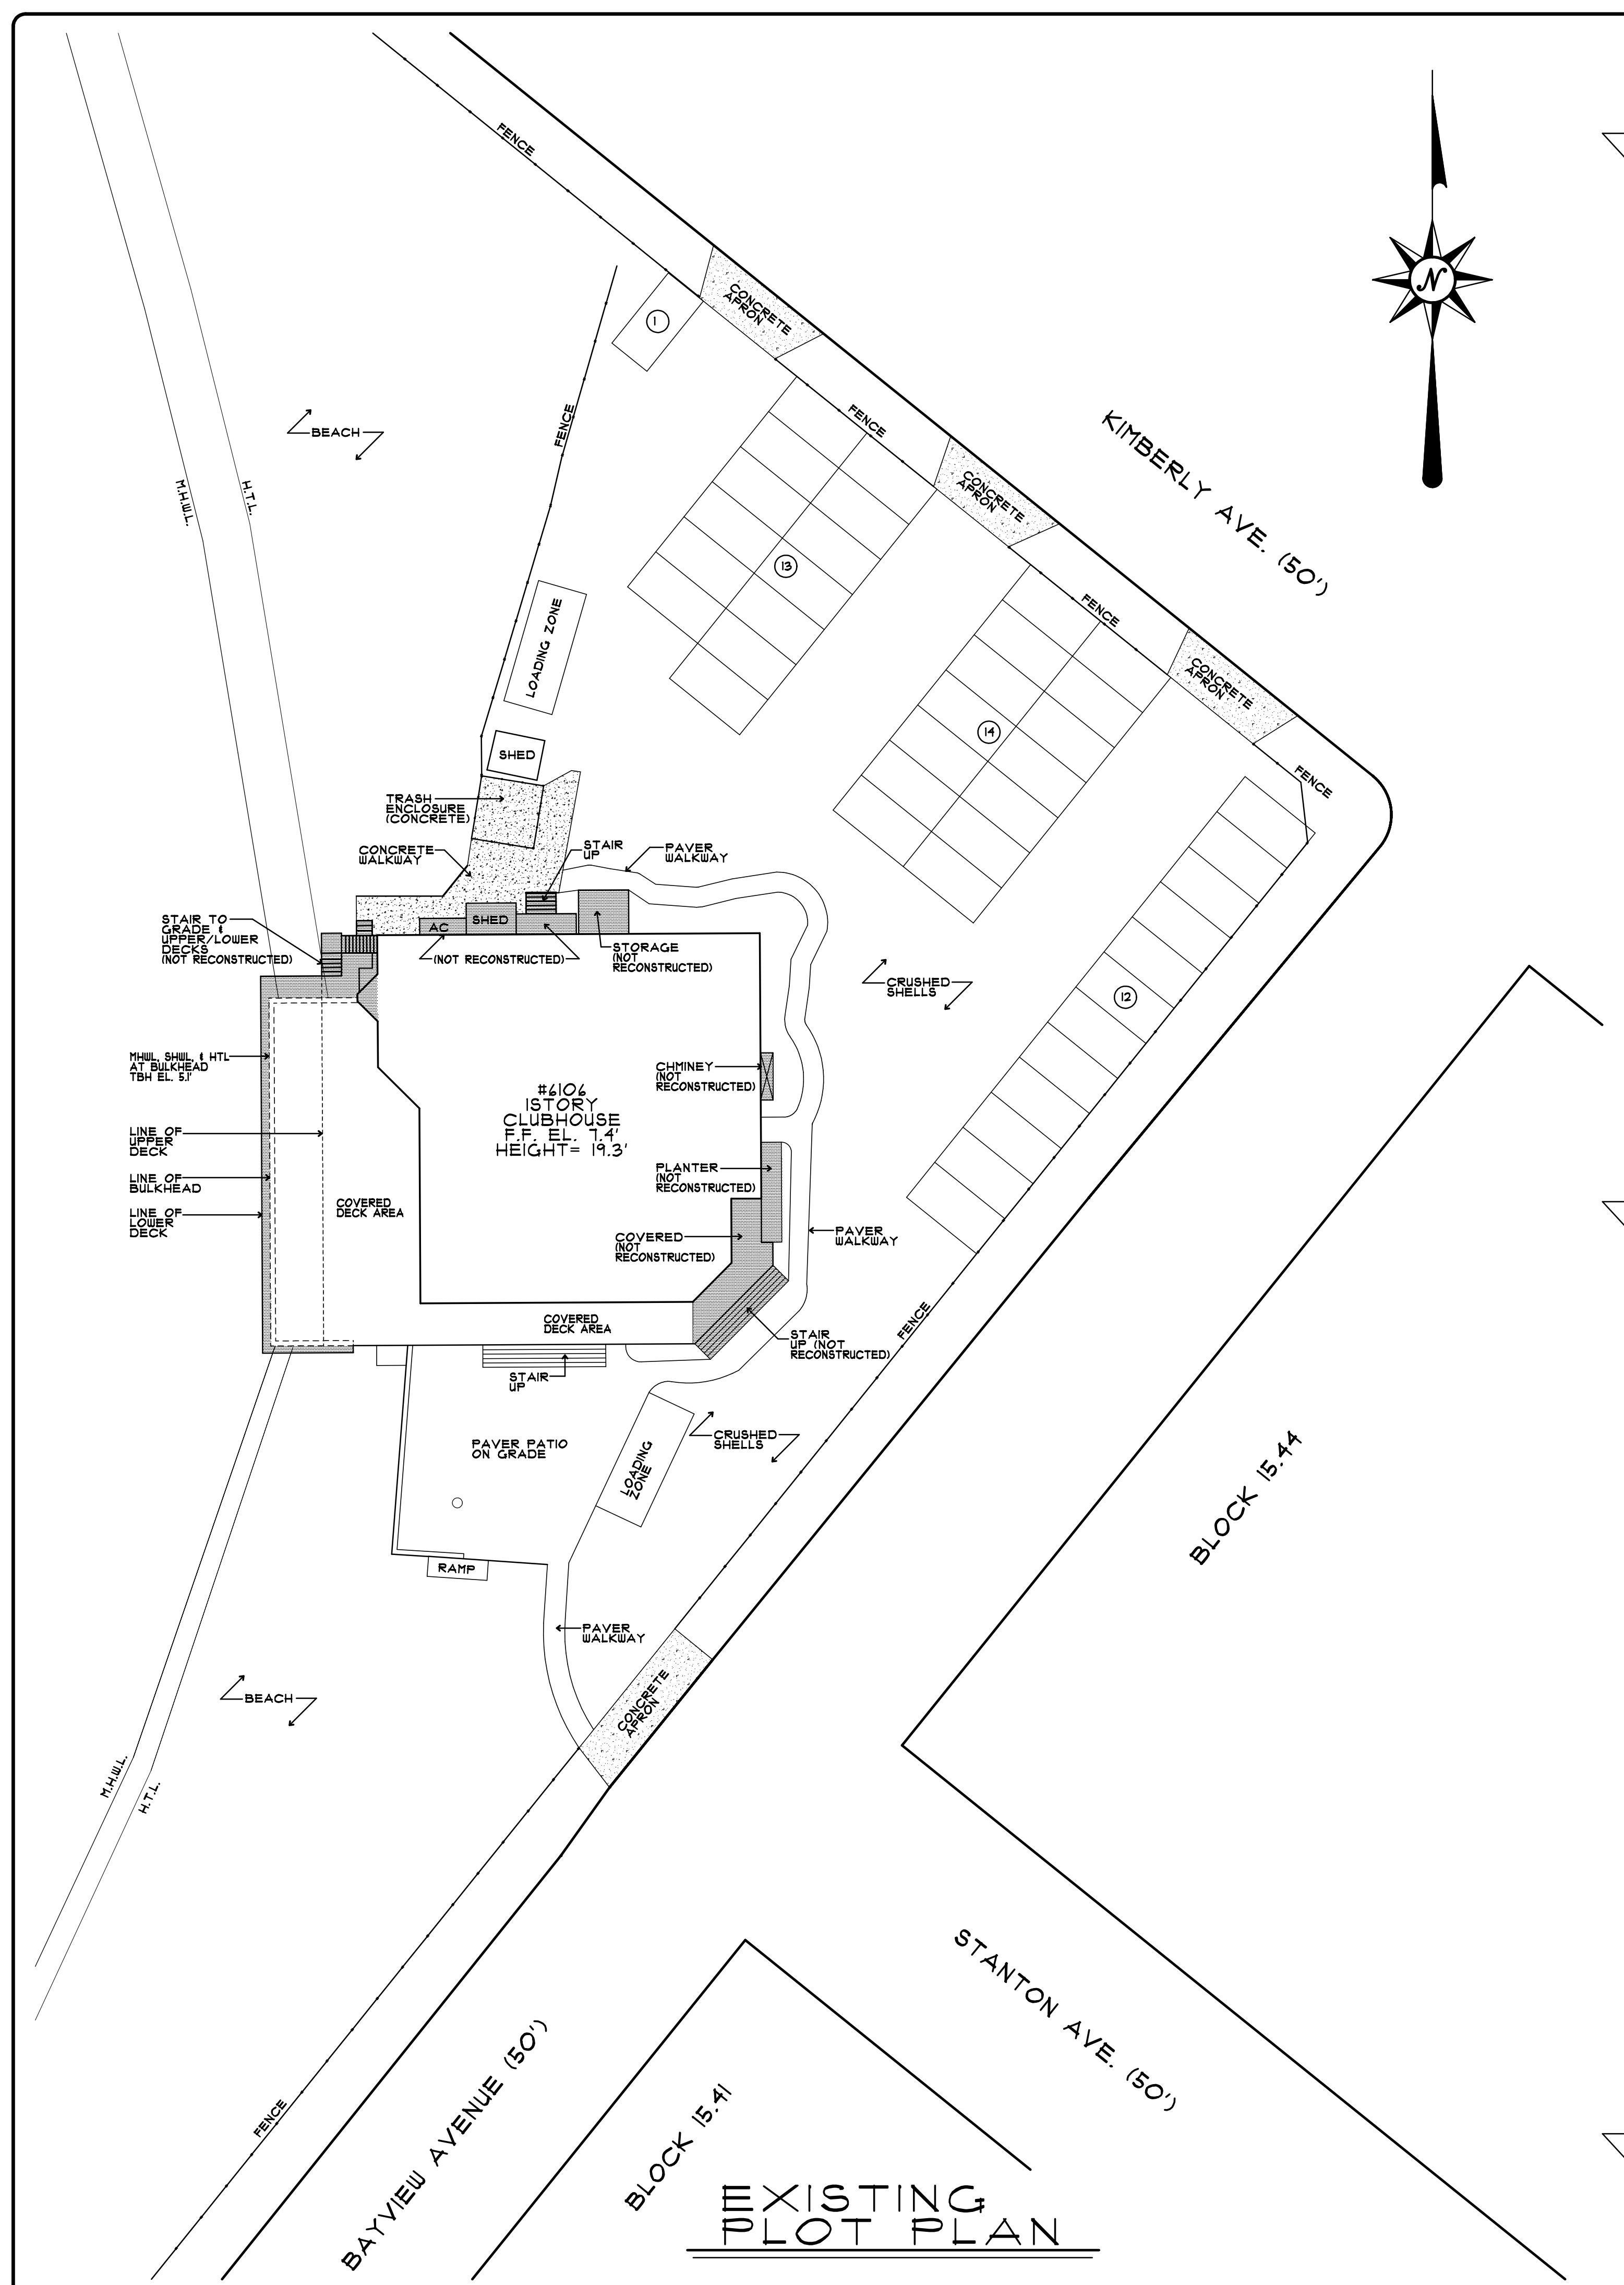 FENCE
CONCRETE
APRON
N
1
FENCE
BEACH
FENCE
KIMBERLY AVE. (50')
M.H.W.L.
H.T.L.
CONCRETE
APRON
13
FENCE
LOADING ZONE
CONCRETE
APRON
14
SHED
FENCE
TRASH
ENCLOSURE
(CONCRETE)
CONCRETE
WALKWAY
STAIR
UP
PAVER
WALKWAY
STAIR TO
GRADE &
UPPER/LOWER
DECKS
(NOT RECONSTRUCTED)
AC
SHED
(NOT RECONSTRUCTED)
STORAGE
(NOT
RECONSTRUCTED)
CRUSHED
SHELLS
12
MHWL, SHWL, & HTL
AT BULKHEAD
TBH EL. 5.1'
CHMINEY
(NOT
RECONSTRUCTED)
#6106
1STORY
CLUBHOUSE
F.F. EL. 7.4'
HEIGHT= 19.3'
LINE OF
UPPER
DECK
LINE OF
BULKHEAD
LINE OF
LOWER
DECK
COVERED
DECK AREA
PLANTER
(NOT
RECONSTRUCTED)
COVERED
(NOT
RECONSTRUCTED)
PAVER
WALKWAY
FENCE
COVERED
DECK AREA
STAIR
UP (NOT
RECONSTRUCTED)
STAIR
UP
PAVER PATIO
ON GRADE
LOADING
ZONE
CRUSHED
SHELLS
BLOCK 15.44
RAMP
PAVER
WALKWAY
BEACH
CONCRETE
APRON
M.H.W.L.
H.T.L.
STANTON AVE. (50')
FENCE
BAYVIEW AVENUE (50')
BLOCK 15.41
EXISTING
PLOT PLAN